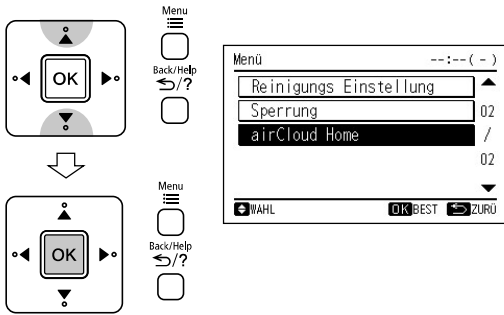 Menu
OK
Back/Help
?
Menü --:--( - )
Reinigungs Einstellung
Sperrung
airCloud Home
02
/
02
WAHL OK BEST ZURÜ
Menu
OK
Back/Help
?